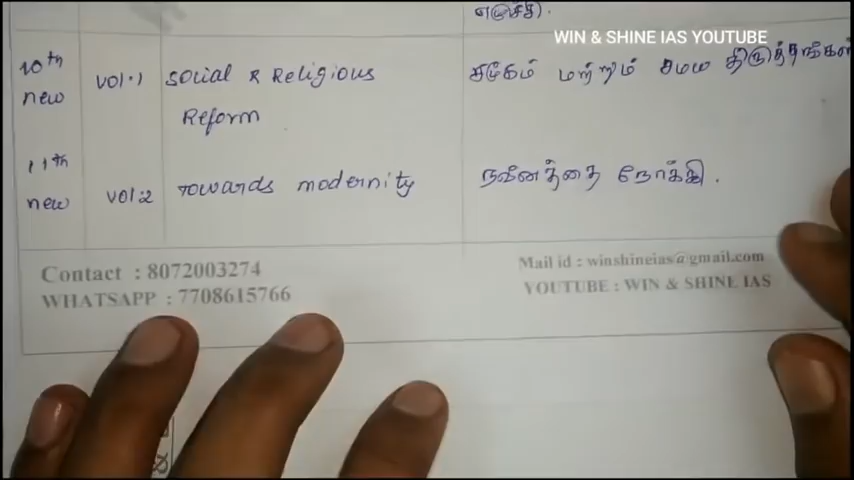 எழுச்சி).
WIN & SHINE IAS YOUTUBE
10th new Vol.1 Social & Religious Reform சமூகம் மற்றும் சமய திருத்தங்கள்
11th new Vol:2 Towards modernity நவீனத்தை நோக்கி.
Contact : 8072003274 Mail id : winshineias@gmail.com
WHATSAPP : 7708615766 YOUTUBE : WIN & SHINE IAS